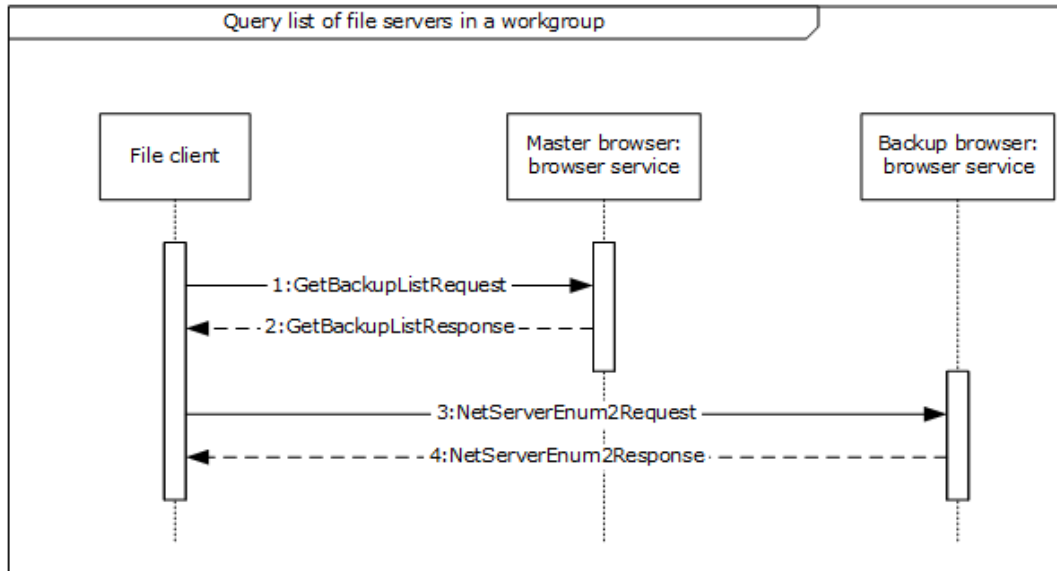 Query list of file servers in a workgroup
File client
Master browser:
browser service
Backup browser:
browser service
1:GetBackupListRequest
2:GetBackupListResponse
3:NetServerEnum2Request
4:NetServerEnum2Response